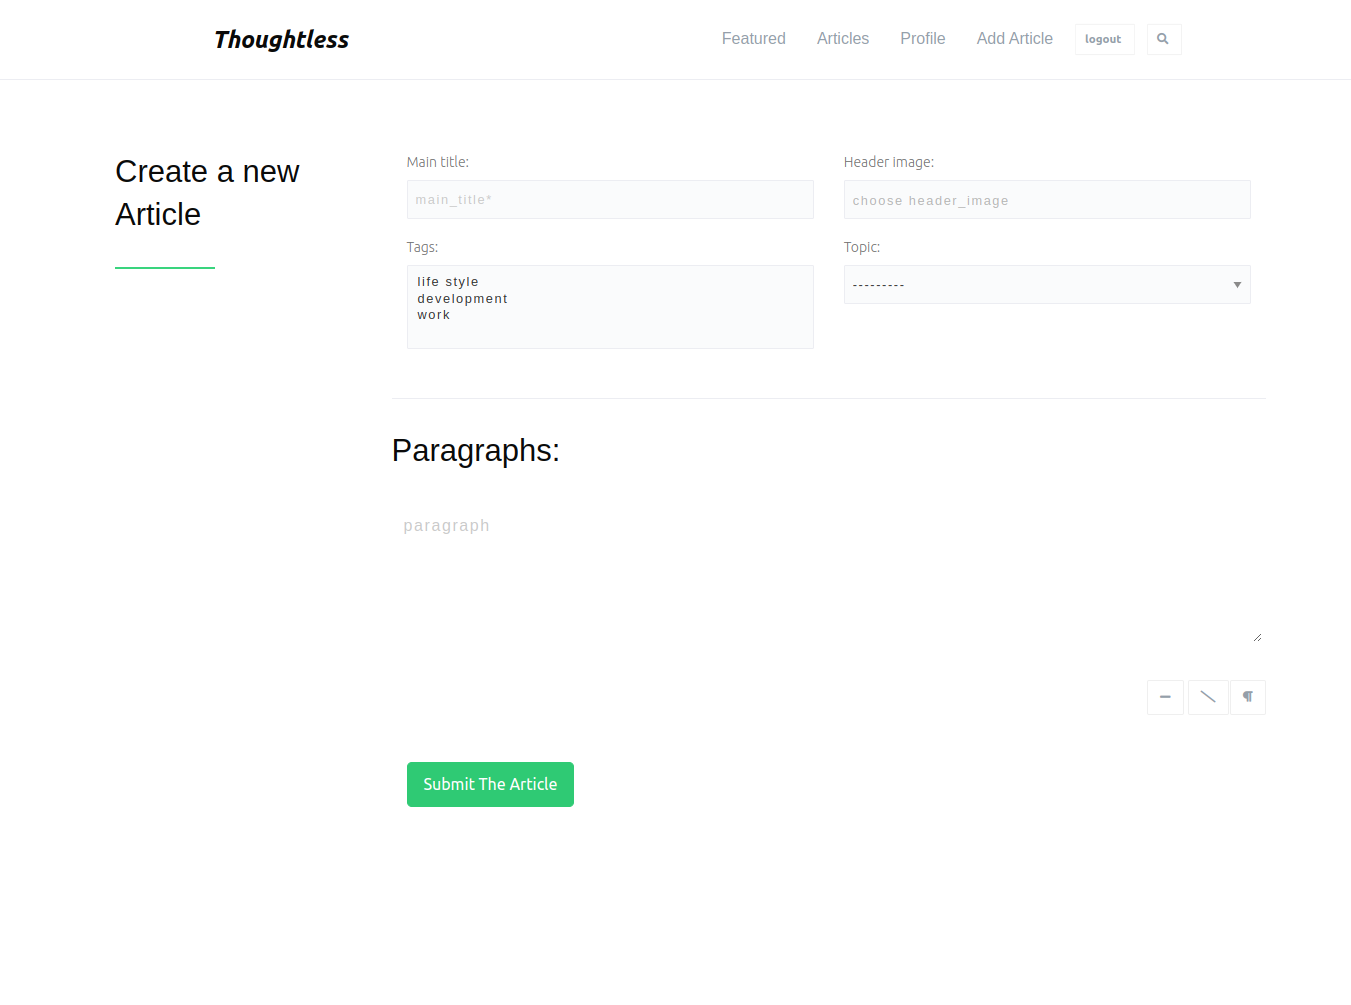 Thoughtless
Featured Articles Profile Add Article logout
Create a new
Article
Main title:
main_title*
Header image:
choose header_image
Tags:
life style
development
work
Topic:
---------
Paragraphs:
paragraph
¶
Submit The Article